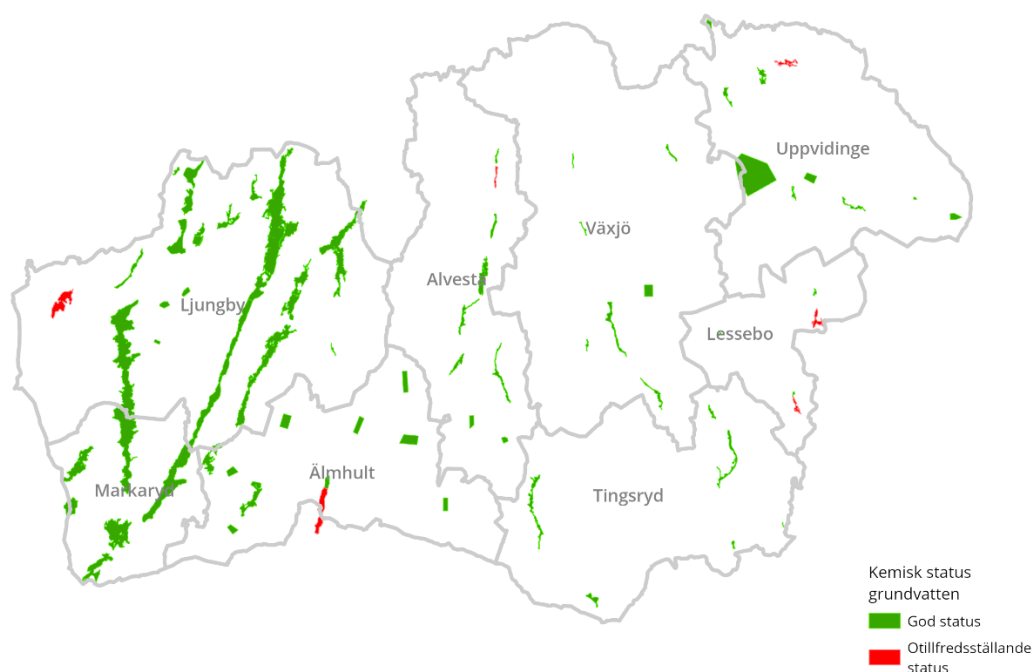 Uppvidinge
Växjö
Alvesta
Ljungby
Lessebo
Älmhult
Markaryd
Tingsryd
Kemisk status
grundvatten
God status
Otillfredsställande
status